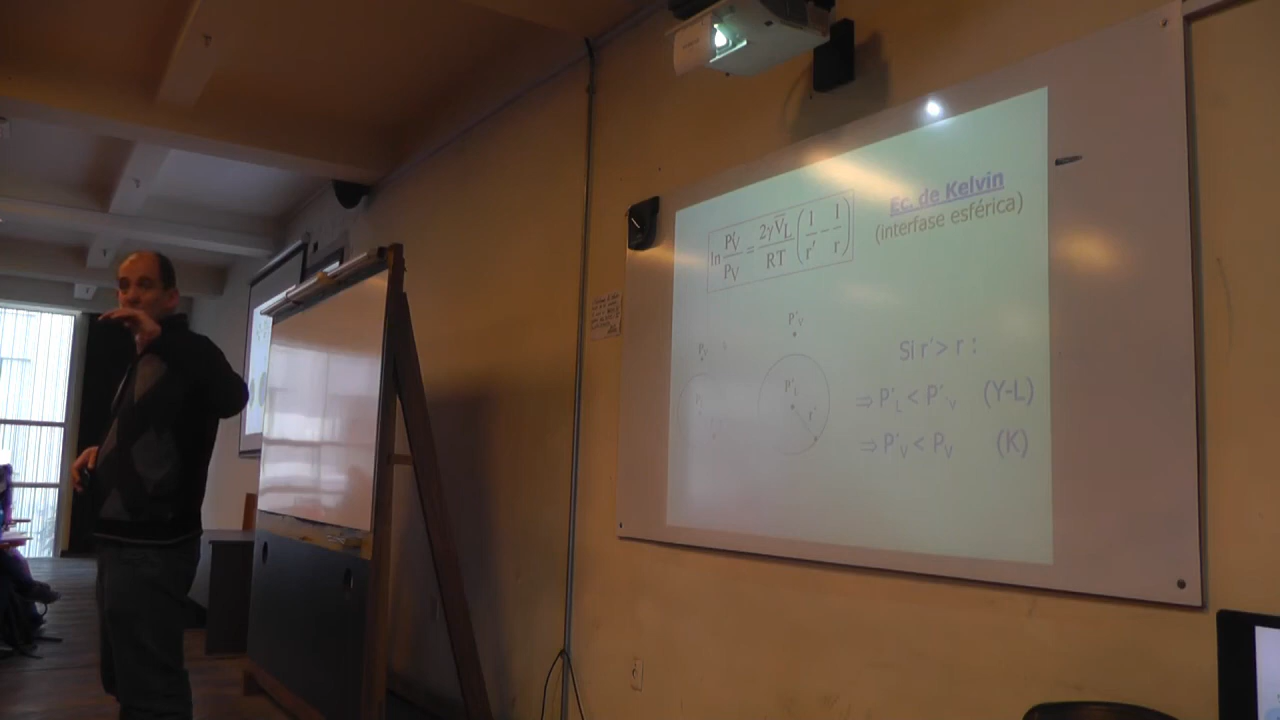 Ec. de Kelvin
(interfase esférica)
ln P'V/PV = 2γV̅L/RT (1/r' − 1/r)
P'V
Si r'> r :
P'L
r'
⇒ P'L < P'V (Y-L)
⇒ P'V < PV (K)